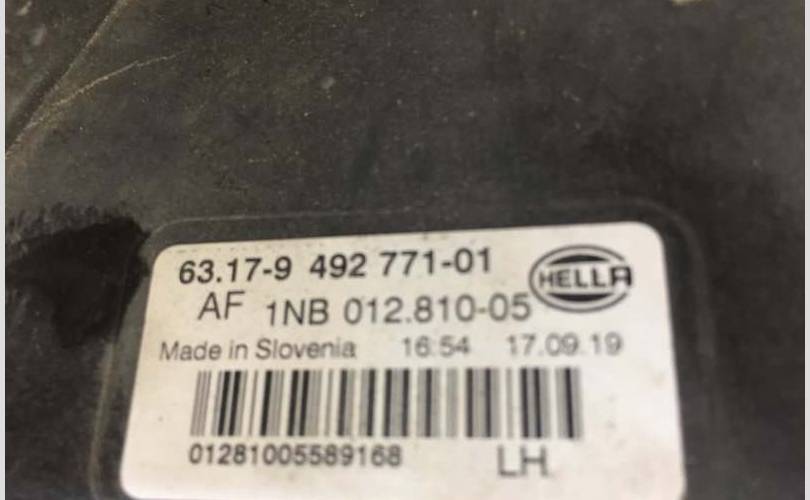 63.17-9 492 771-01
HELLA
AF 1NB 012.810-05
Made in Slovenia 16:54 17.09.19
01281005589168
LH